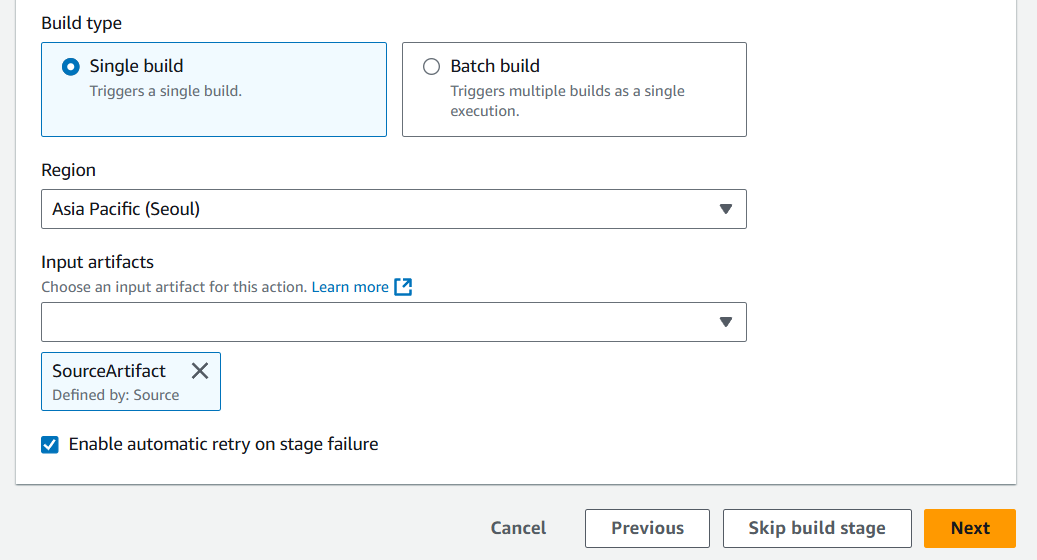 Build type
Single build
Triggers a single build.
Batch build
Triggers multiple builds as a single
execution.
Region
Asia Pacific (Seoul)
Input artifacts
Choose an input artifact for this action. Learn more
SourceArtifact
Defined by: Source
Enable automatic retry on stage failure
Cancel
Previous
Skip build stage
Next